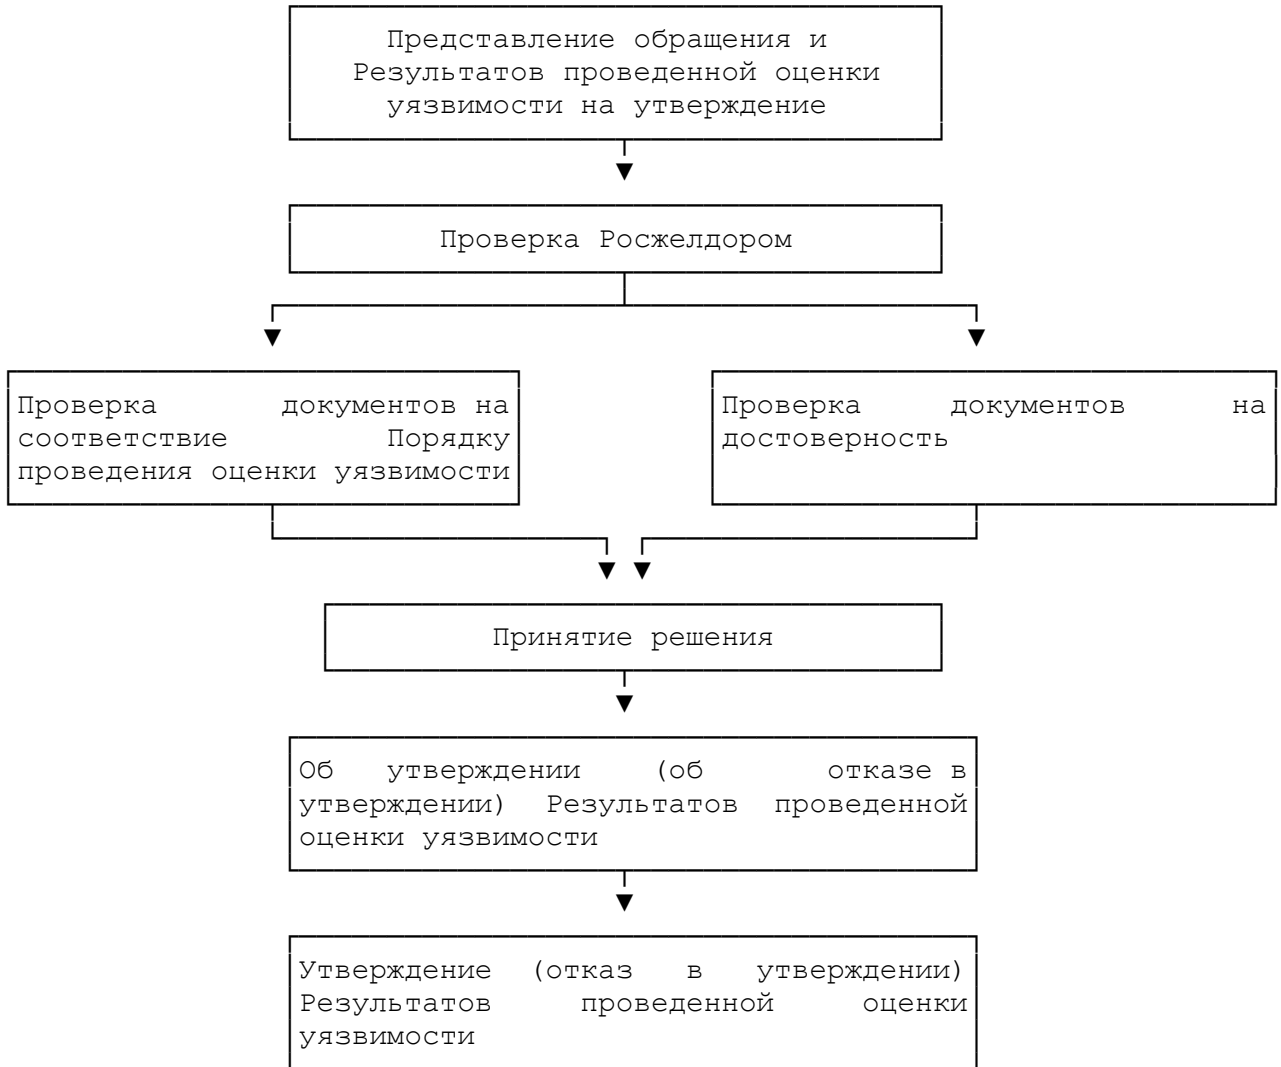 Представление обращения и
Результатов проведенной оценки
уязвимости на утверждение
Проверка Росжелдором
Проверка документов на
соответствие Порядку
проведения оценки уязвимости
Проверка документов на
достоверность
Принятие решения
Об утверждении (об отказе в
утверждении) Результатов проведенной
оценки уязвимости
Утверждение (отказ в утверждении)
Результатов проведенной оценки
уязвимости